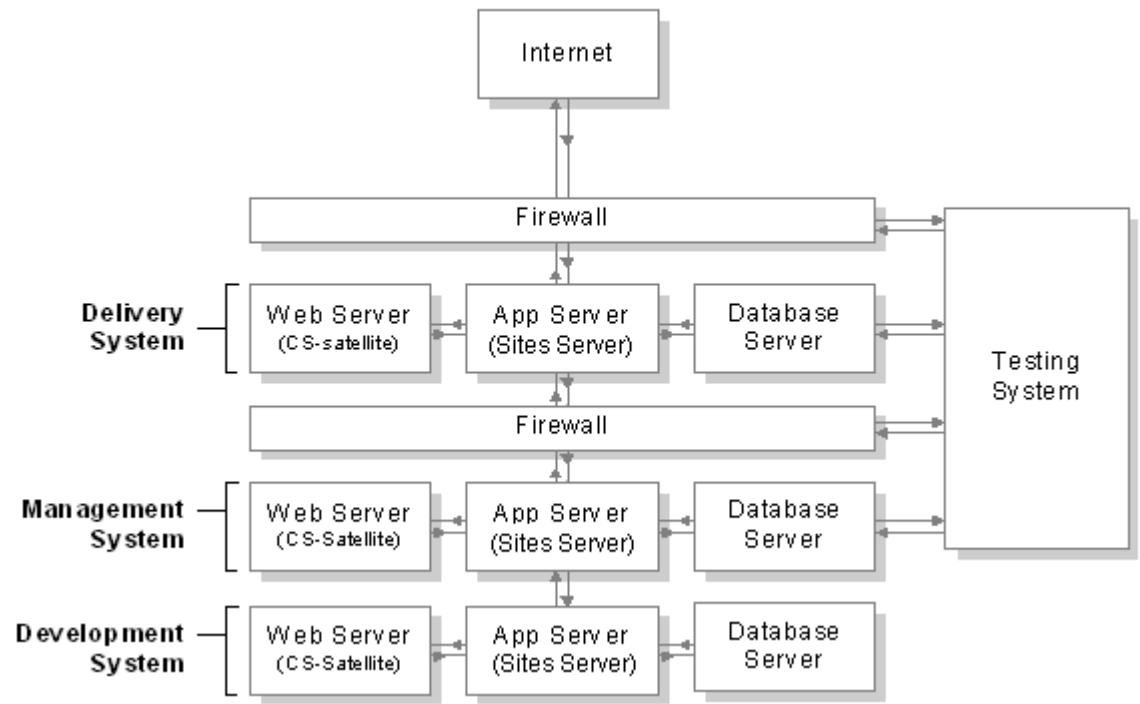 Internet
Firewall
Delivery
System
Web Server
(CS-satellite)
App Server
(Sites Server)
Database
Server
Testing
System
Firewall
Management
System
Web Server
(CS-Satellite)
App Server
(Sites Server)
Database
Server
Development
System
Web Server
(CS-Satellite)
App Server
(Sites Server)
Database
Server